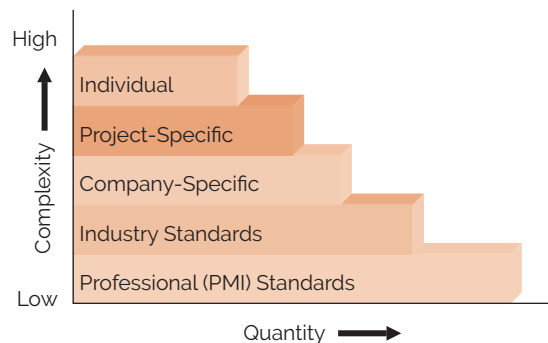 High
Individual
Project-Specific
Company-Specific
Industry Standards
Professional (PMI) Standards
Low
Complexity
Quantity